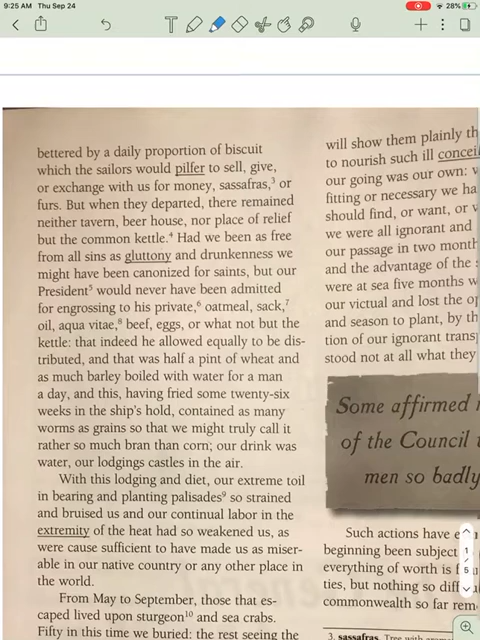 9:25 AM Thu Sep 24
28%
T
bettered by a daily proportion of biscuit
which the sailors would pilfer to sell, give,
or exchange with us for money, sassafras,³ or
furs. But when they departed, there remained
neither tavern, beer house, nor place of relief
but the common kettle.⁴ Had we been as free
from all sins as gluttony and drunkenness we
might have been canonized for saints, but our
President⁵ would never have been admitted
for engrossing to his private,⁶ oatmeal, sack,⁷
oil, aqua vitae,⁸ beef, eggs, or what not but the
kettle: that indeed he allowed equally to be dis-
tributed, and that was half a pint of wheat and
as much barley boiled with water for a man
a day, and this, having fried some twenty-six
weeks in the ship's hold, contained as many
worms as grains so that we might truly call it
rather so much bran than corn; our drink was
water, our lodgings castles in the air.
With this lodging and diet, our extreme toil
in bearing and planting palisades⁹ so strained
and bruised us and our continual labor in the
extremity of the heat had so weakened us, as
were cause sufficient to have made us as miser-
able in our native country or any other place in
the world.
From May to September, those that es-
caped lived upon sturgeon¹⁰ and sea crabs.
Fifty in this time we buried: the rest seeing the
will show them plainly th
to nourish such ill concei
our going was our own:
fitting or necessary we ha
should find, or want, or
we were all ignorant and
our passage in two month
and the advantage of the
were at sea five months w
our victual and lost the op
and season to plant, by th
tion of our ignorant trans
stood not at all what they
Some affirmed
of the Council
men so badly
Such actions have e
beginning been subject
everything of worth is f
ties, but nothing so diff
commonwealth so far rem
3. sassafras. Tree with
1
5